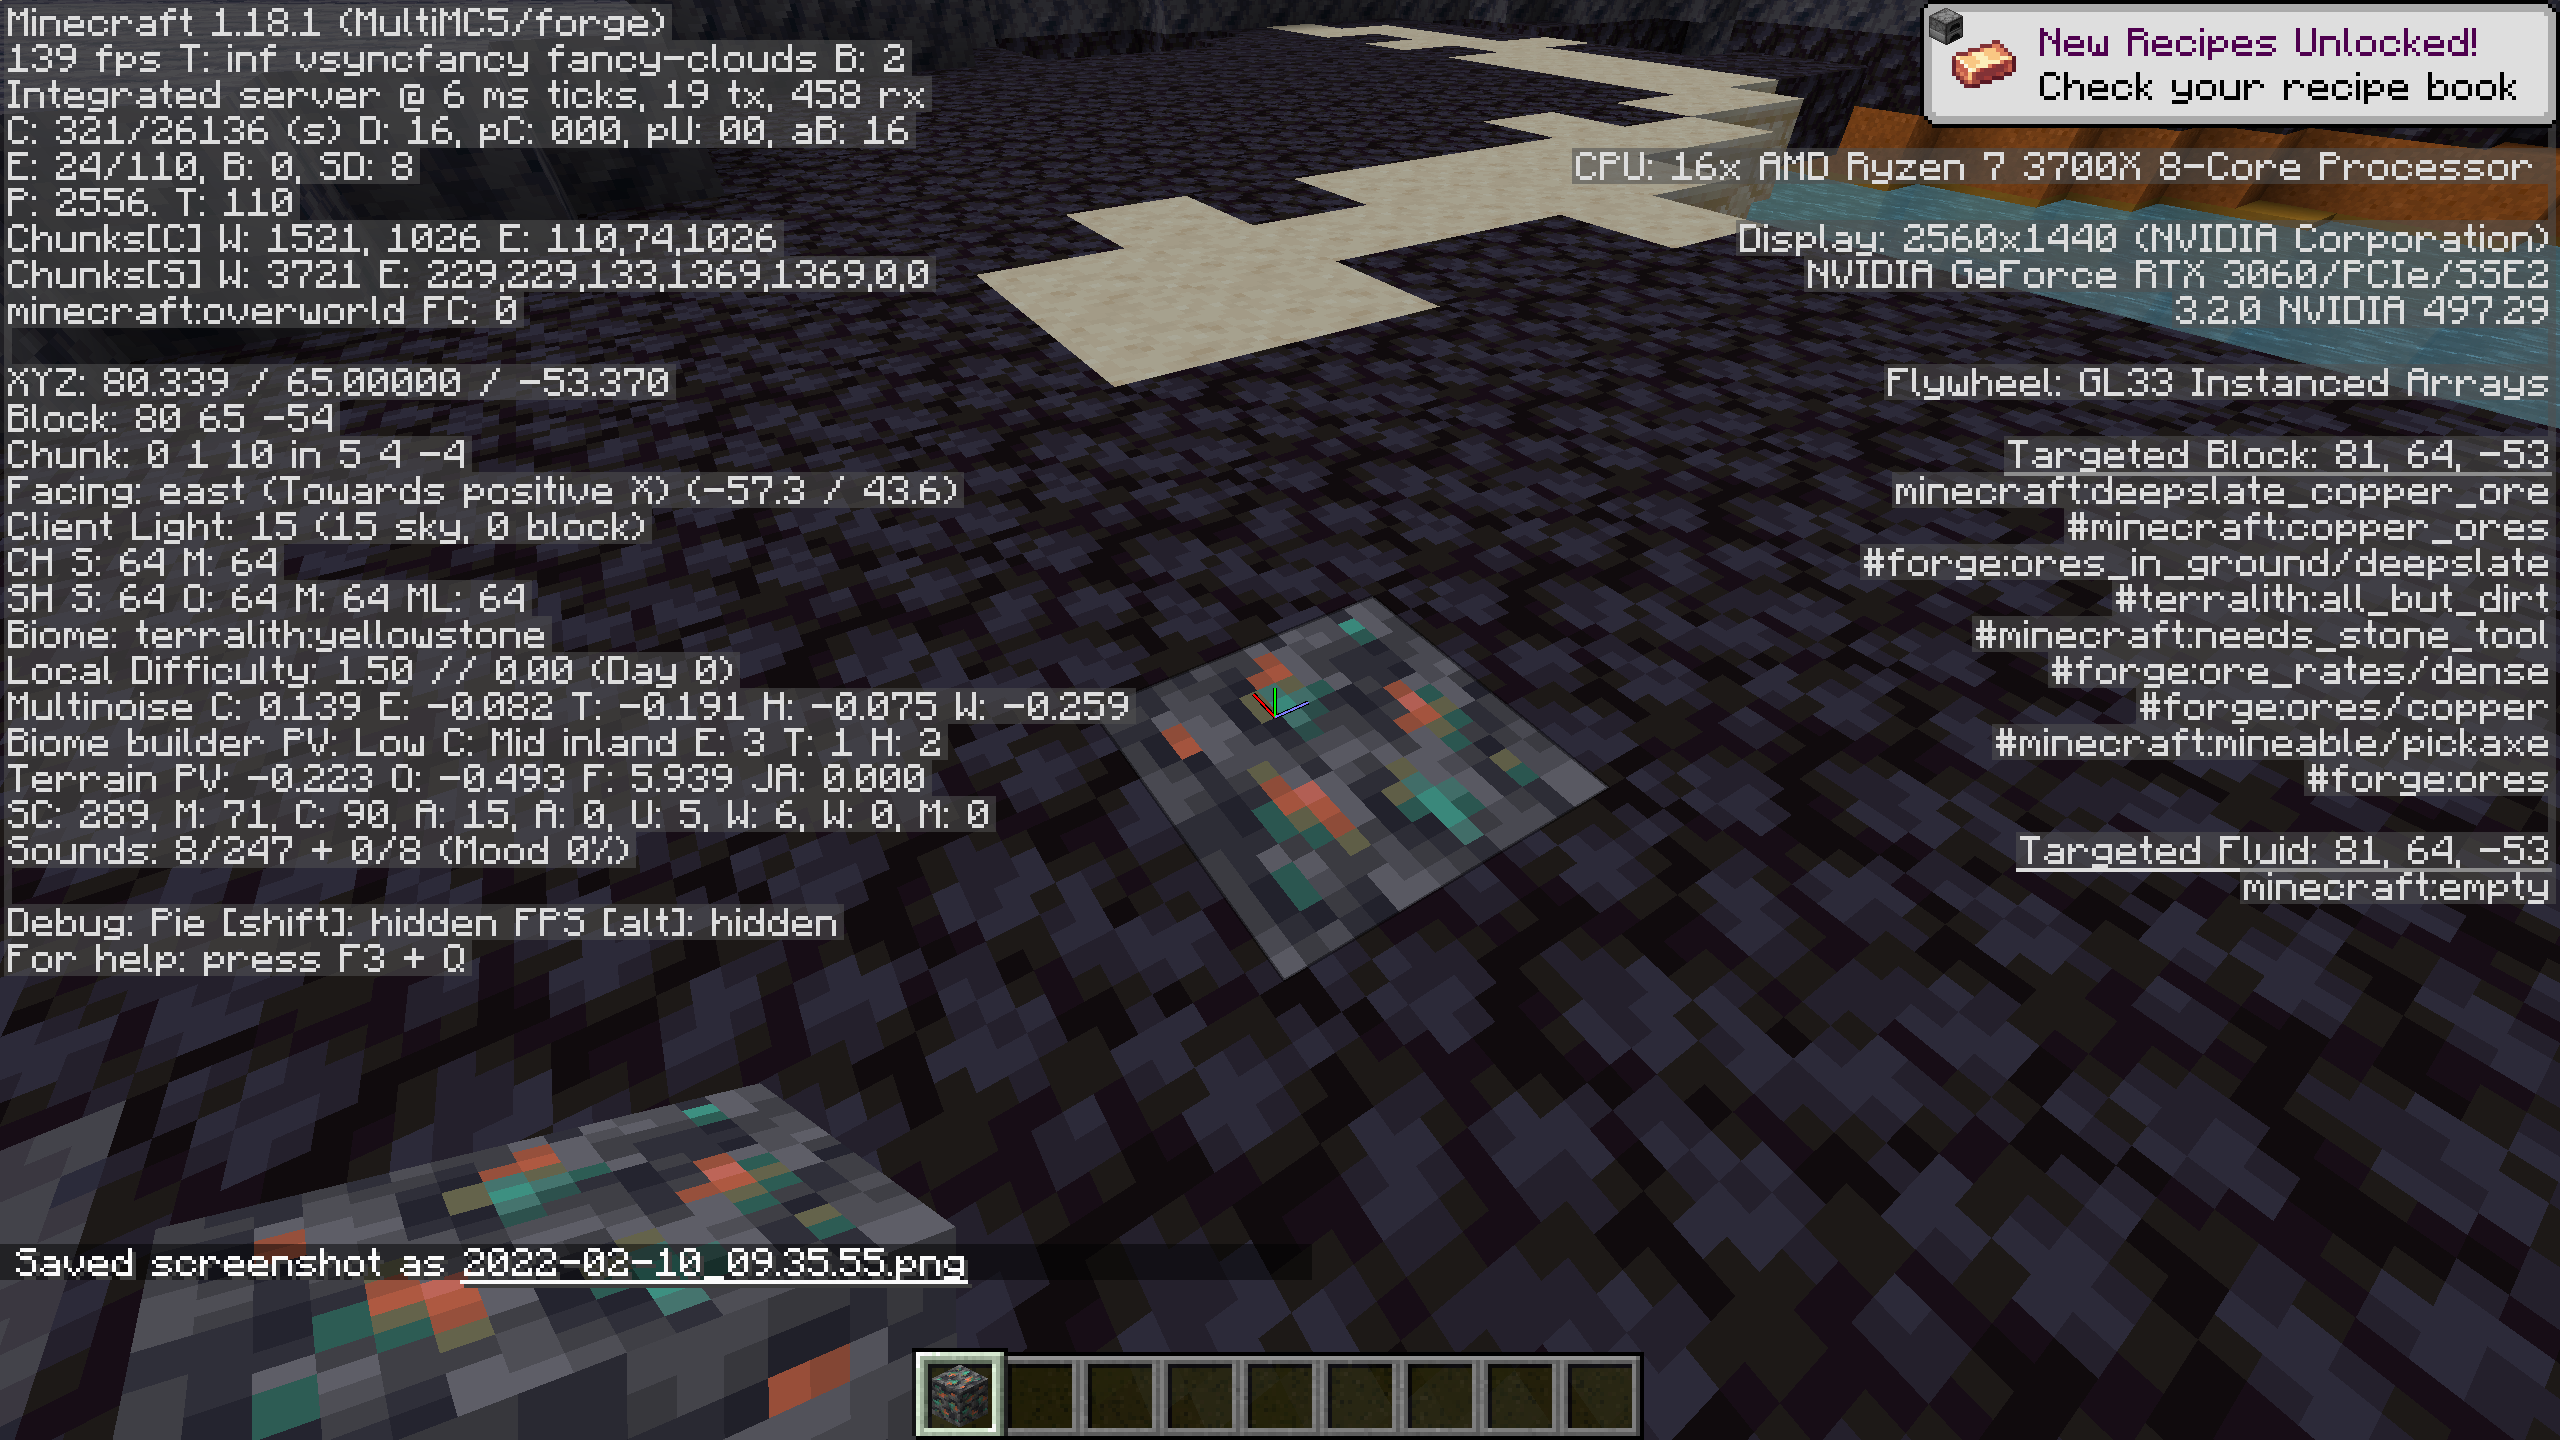 Minecraft 1.18.1 (MultiMC5/forge)
139 fps T: inf vsyncfancy fancy-clouds B: 2
Integrated server @ 6 ms ticks, 19 tx, 458 rx
C: 321/26136 (s) D: 16, pC: 000, pU: 00, aB: 16
E: 24/110, B: 0, SD: 8
P: 2556. T: 110
Chunks[C] W: 1521, 1026 E: 110,74,1026
Chunks[S] W: 3721 E: 229,229,133,1369,1369,0,0
minecraft:overworld FC: 0
XYZ: 80.339 / 65.00000 / -53.370
Block: 80 65 -54
Chunk: 0 1 10 in 5 4 -4
Facing: east (Towards positive X) (-57.3 / 43.6)
Client Light: 15 (15 sky, 0 block)
CH S: 64 M: 64
SH S: 64 O: 64 M: 64 ML: 64
Biome: terralith:yellowstone
Local Difficulty: 1.50 // 0.00 (Day 0)
Multinoise C: 0.139 E: -0.082 T: -0.191 H: -0.075 W: -0.259
Biome builder PV: Low C: Mid inland E: 3 T: 1 H: 2
Terrain PV: -0.223 O: -0.493 F: 5.939 JA: 0.000
SC: 289, M: 71, C: 90, A: 15, A: 0, U: 5, W: 6, W: 0, M: 0
Sounds: 8/247 + 0/8 (Mood 0%)
Debug: Pie [shift]: hidden FPS [alt]: hidden
For help: press F3 + Q
New Recipes Unlocked!
Check your recipe book
CPU: 16x AMD Ryzen 7 3700X 8-Core Processor
Display: 2560x1440 (NVIDIA Corporation)
NVIDIA GeForce RTX 3060/PCIe/SSE2
3.2.0 NVIDIA 497.29
Flywheel: GL33 Instanced Arrays
Targeted Block: 81, 64, -53
minecraft:deepslate_copper_ore
#minecraft:copper_ores
#forge:ores_in_ground/deepslate
#terralith:all_but_dirt
#minecraft:needs_stone_tool
#forge:ore_rates/dense
#forge:ores/copper
#minecraft:mineable/pickaxe
#forge:ores
Targeted Fluid: 81, 64, -53
minecraft:empty
Saved screenshot as 2022-02-10_09.35.55.png